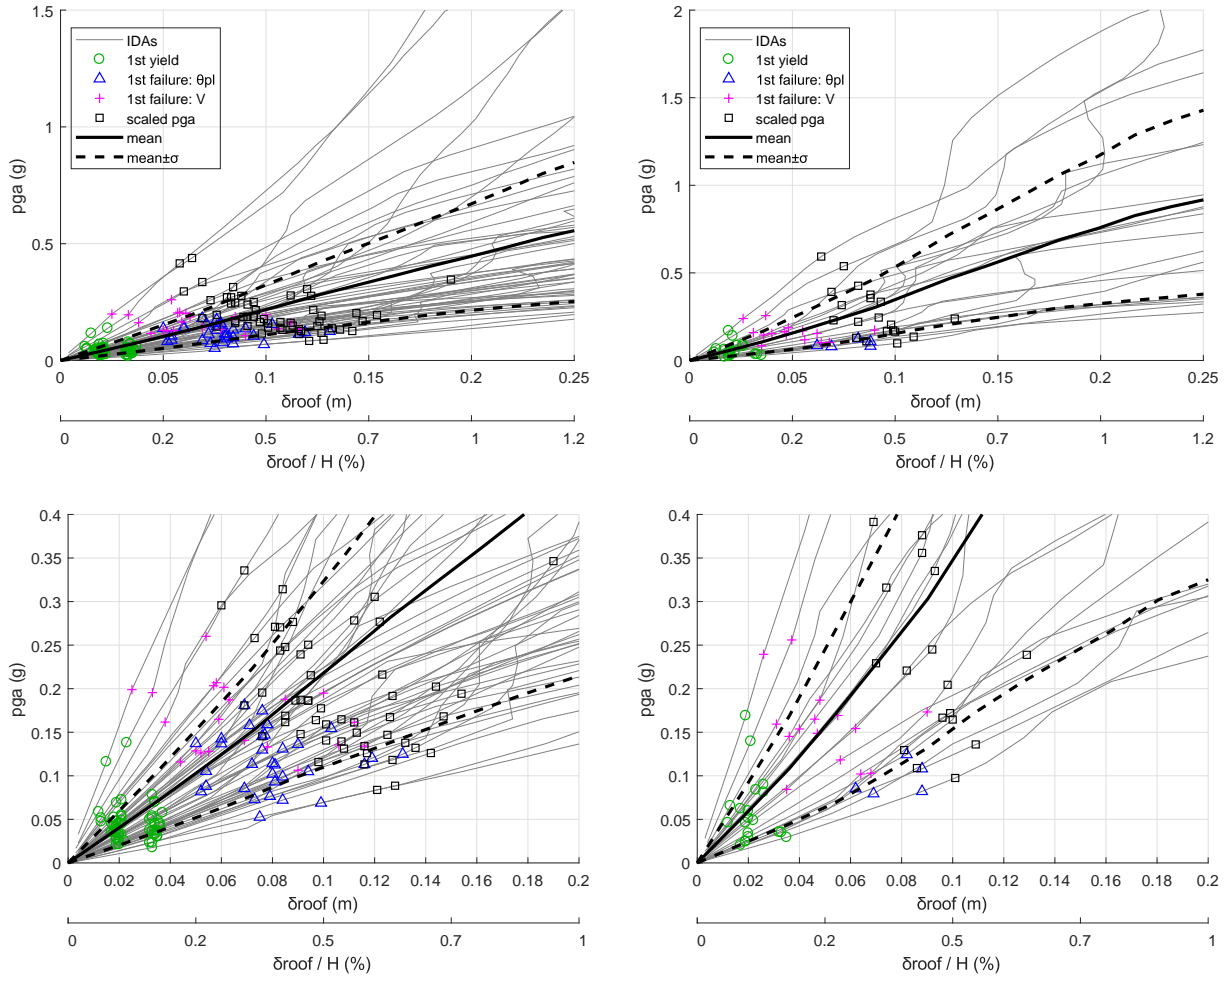 1.5
1
0.5
0
pga (g)
IDAs
1st yield
1st failure: θpl
1st failure: V
scaled pga
mean
mean±σ
0 0.05 0.1 0.15 0.2 0.25
δroof (m)
0 0.2 0.5 0.7 1 1.2
δroof / H (%)
2
1.5
1
0.5
0
pga (g)
IDAs
1st yield
1st failure: θpl
1st failure: V
scaled pga
mean
mean±σ
0 0.05 0.1 0.15 0.2 0.25
δroof (m)
0 0.2 0.5 0.7 1 1.2
δroof / H (%)
0.4
0.35
0.3
0.25
0.2
0.15
0.1
0.05
0
pga (g)
0 0.02 0.04 0.06 0.08 0.1 0.12 0.14 0.16 0.18 0.2
δroof (m)
0 0.2 0.5 0.7 1
δroof / H (%)
0.4
0.35
0.3
0.25
0.2
0.15
0.1
0.05
0
pga (g)
0 0.02 0.04 0.06 0.08 0.1 0.12 0.14 0.16 0.18 0.2
δroof (m)
0 0.2 0.5 0.7 1
δroof / H (%)